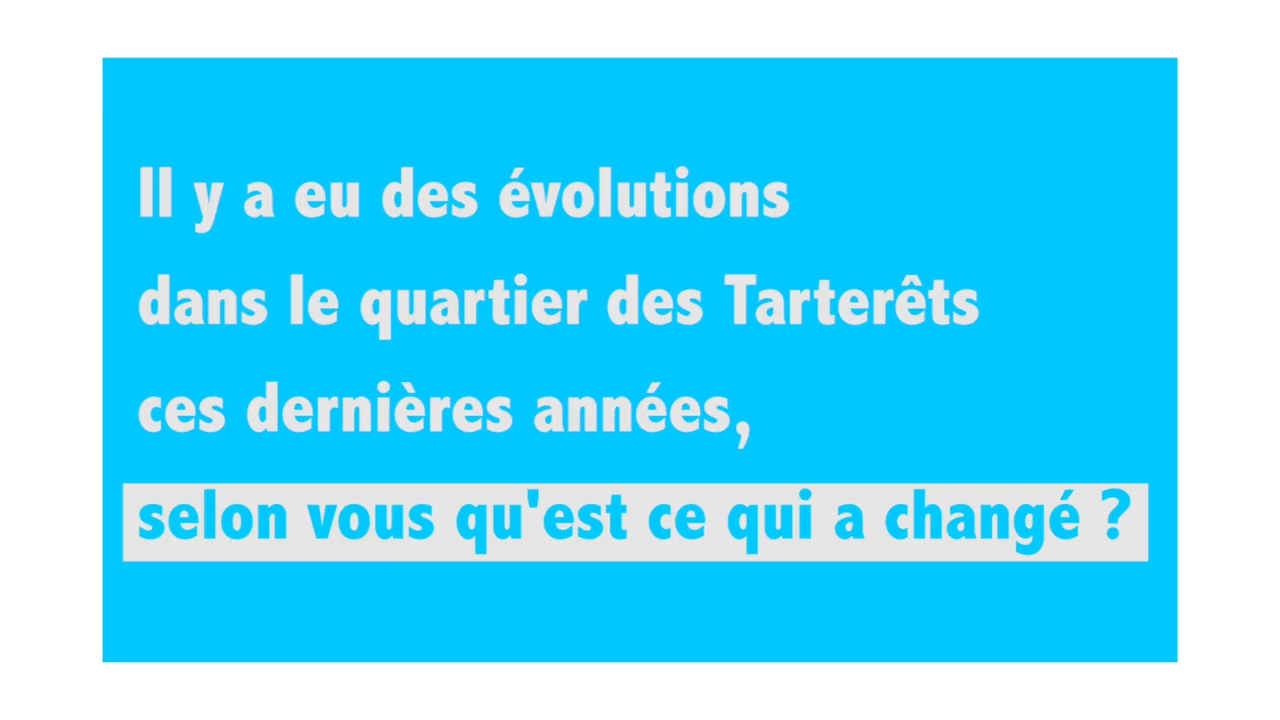 Il y a eu des évolutions
dans le quartier des Tarterêts
ces dernières années,
selon vous qu'est ce qui a changé ?